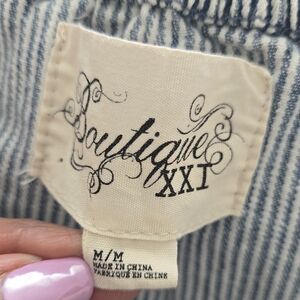 Boutique
XXI
M/M
MADE IN CHINA
FABRIQUÉ EN CHINE